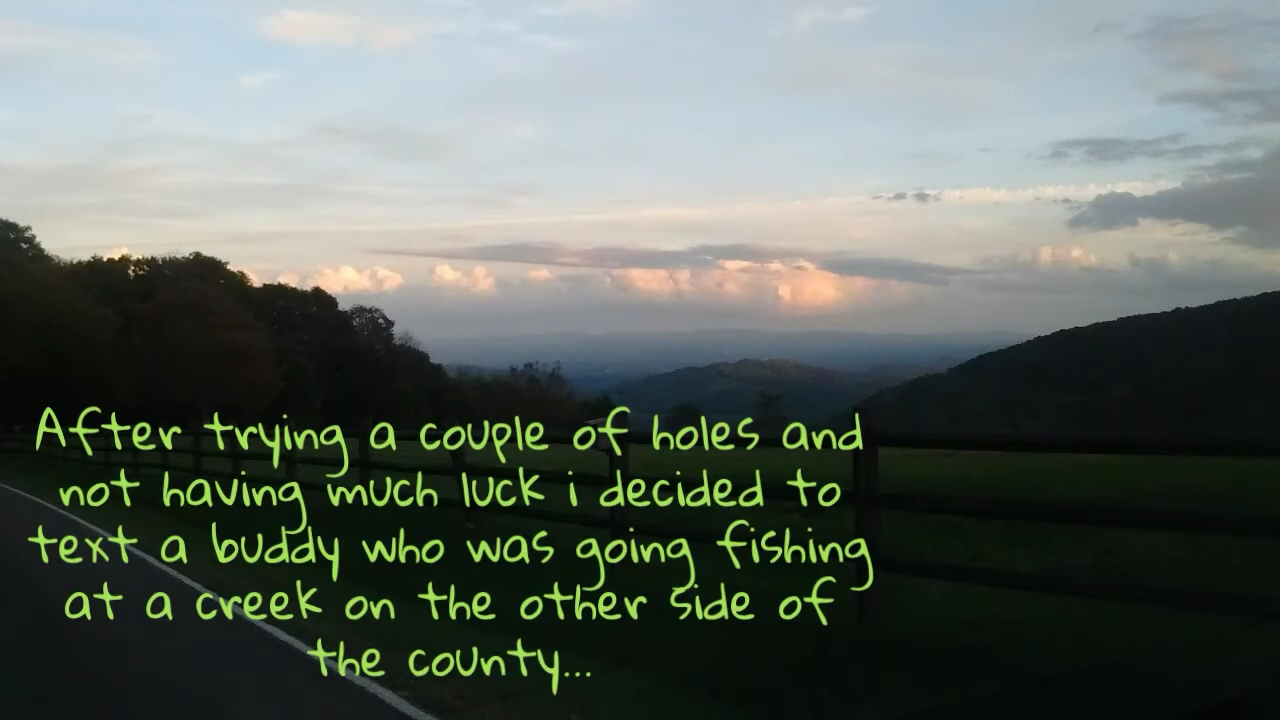 After trying a couple of holes and
not having much luck i decided to
text a buddy who was going fishing
at a creek on the other side of
the county...